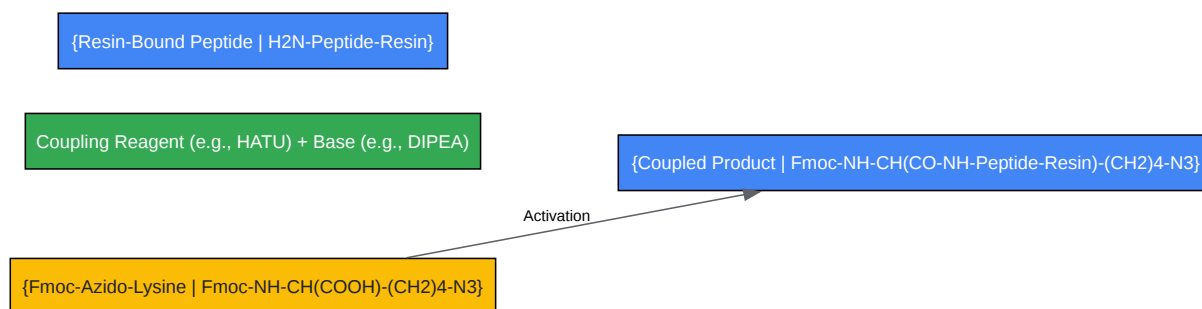 {Resin-Bound Peptide | H2N-Peptide-Resin}
Coupling Reagent (e.g., HATU) + Base (e.g., DIPEA)
{Coupled Product | Fmoc-NH-CH(CO-NH-Peptide-Resin)-(CH2)4-N3}
Activation
{Fmoc-Azido-Lysine | Fmoc-NH-CH(COOH)-(CH2)4-N3}